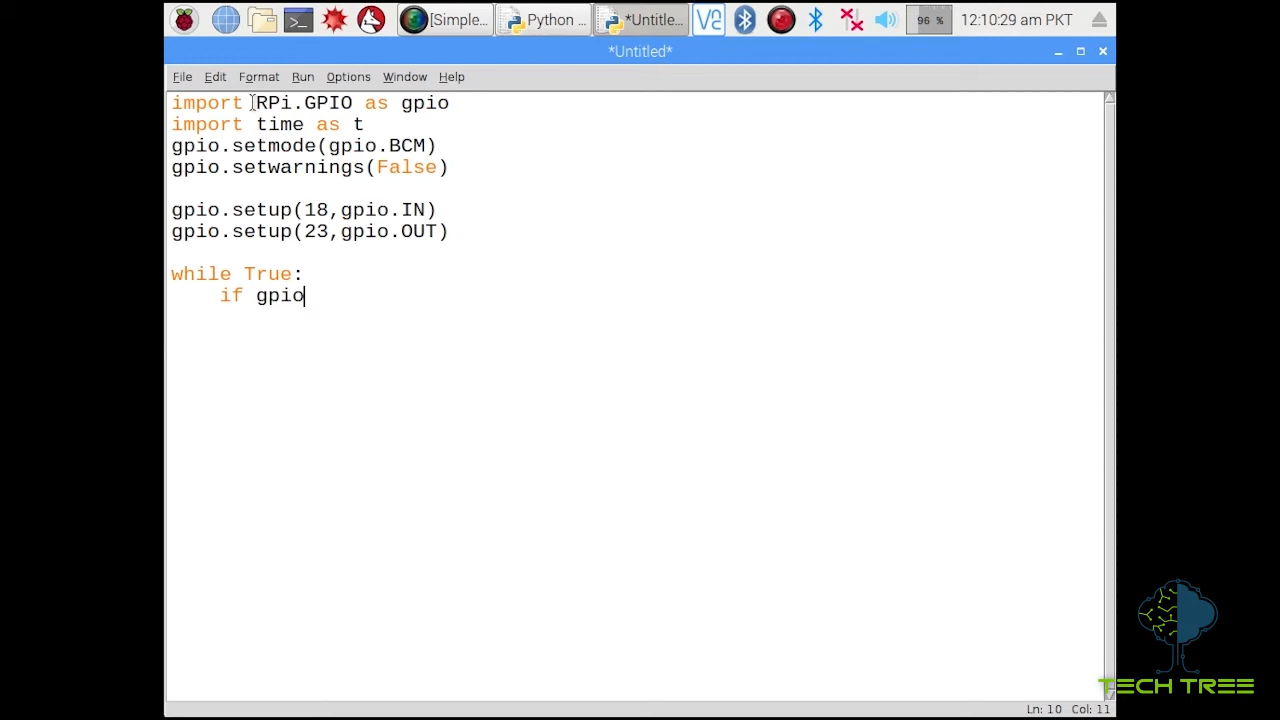 [Simple...
Python ...
*Untitle...
V2
96 %
12:10:29 am PKT
*Untitled*
File Edit Format Run Options Window Help
import RPi.GPIO as gpio
import time as t
gpio.setmode(gpio.BCM)
gpio.setwarnings(False)
gpio.setup(18,gpio.IN)
gpio.setup(23,gpio.OUT)
while True:
if gpio
Ln: 10 Col: 11
TECH TREE